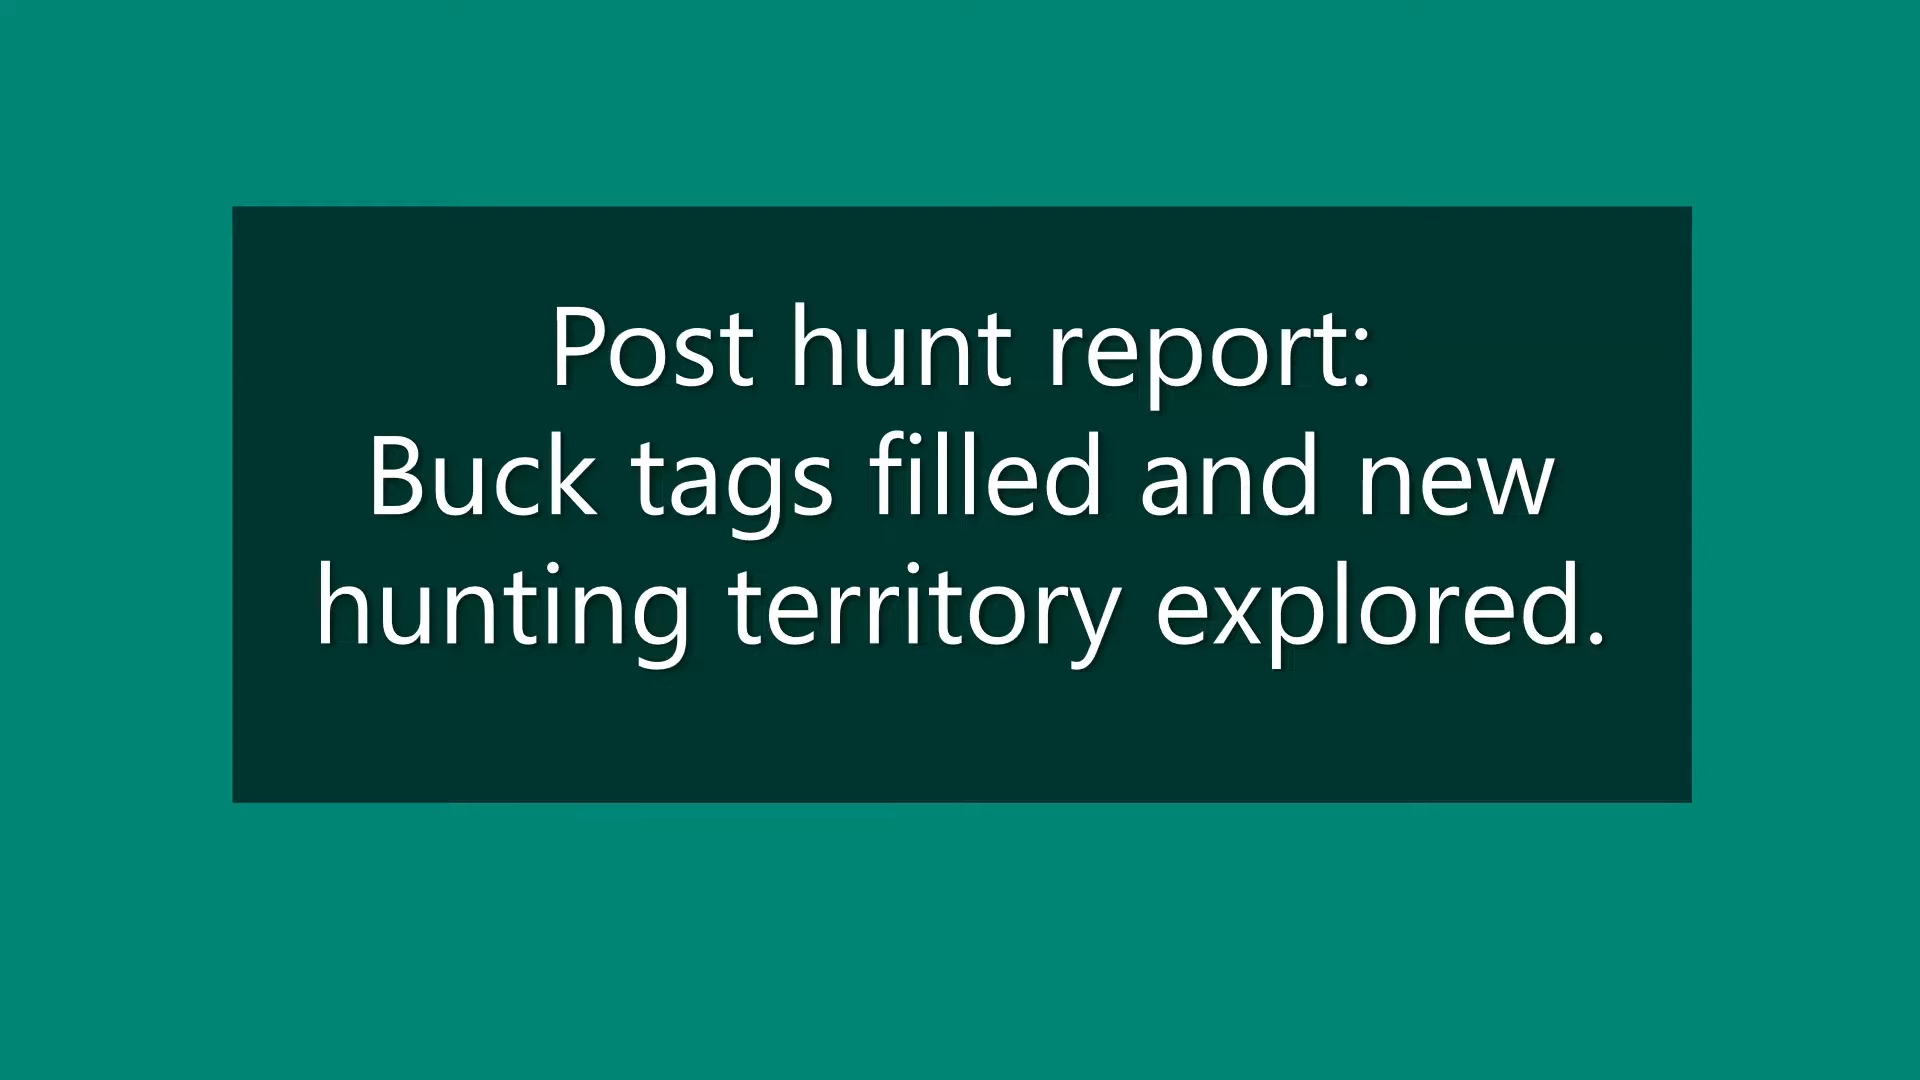 Post hunt report:
Buck tags filled and new
hunting territory explored.